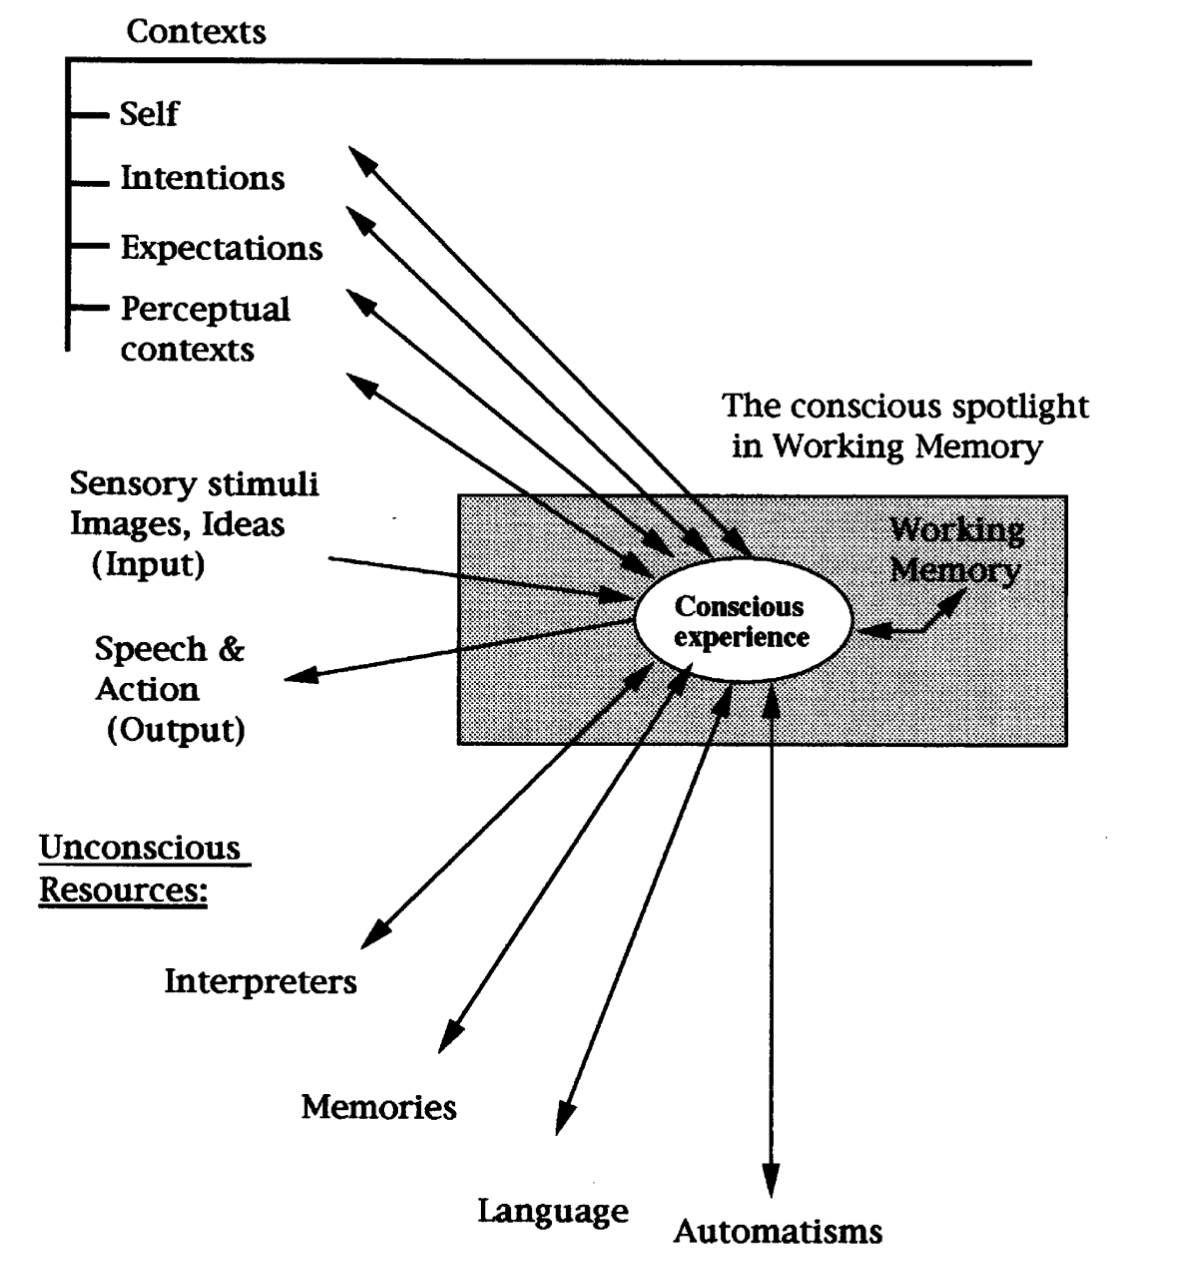 Contexts
Self
Intentions
Expectations
Perceptual
contexts
The conscious spotlight
in Working Memory
Sensory stimuli
Images, Ideas
(Input)
Working
Memory
Conscious
experience
Speech &
Action
(Output)
Unconscious
Resources:
Interpreters
Memories
Language
Automatisms